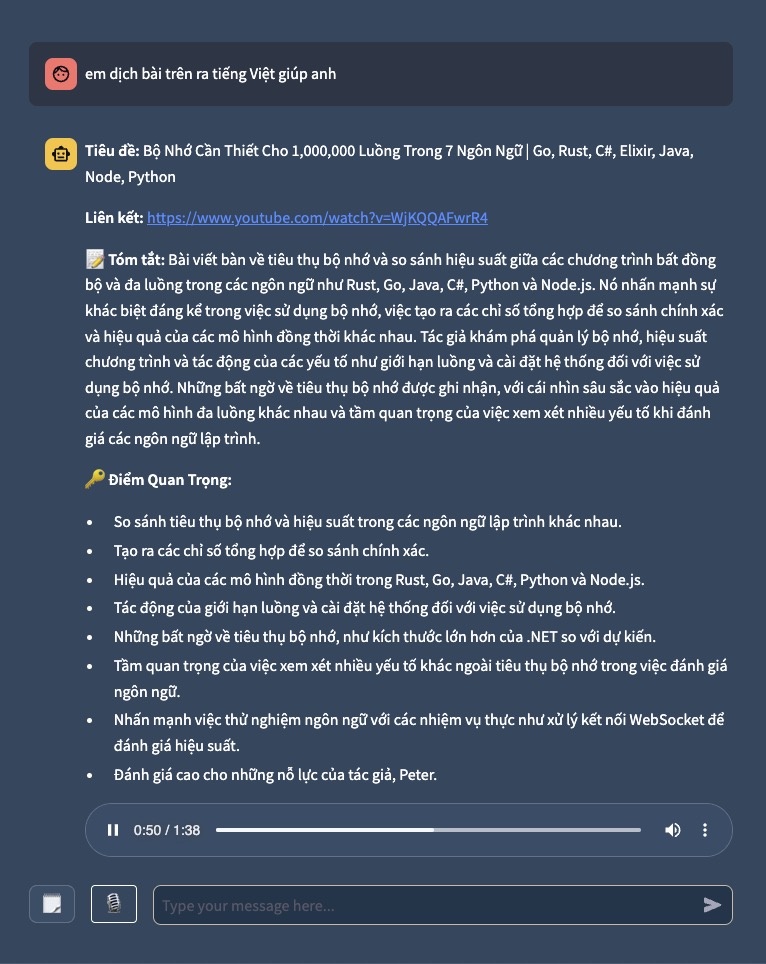 em dịch bài trên ra tiếng Việt giúp anh
Tiêu đề: Bộ Nhớ Cần Thiết Cho 1,000,000 Luồng Trong 7 Ngôn Ngữ | Go, Rust, C#, Elixir, Java,
Node, Python
Liên kết: https://www.youtube.com/watch?v=WjKQQAFwrR4
📝 Tóm tắt: Bài viết bàn về tiêu thụ bộ nhớ và so sánh hiệu suất giữa các chương trình bất đồng
bộ và đa luồng trong các ngôn ngữ như Rust, Go, Java, C#, Python và Node.js. Nó nhấn mạnh sự
khác biệt đáng kể trong việc sử dụng bộ nhớ, việc tạo ra các chỉ số tổng hợp để so sánh chính xác
và hiệu quả của các mô hình đồng thời khác nhau. Tác giả khám phá quản lý bộ nhớ, hiệu suất
chương trình và tác động của các yếu tố như giới hạn luồng và cài đặt hệ thống đối với việc sử
dụng bộ nhớ. Những bất ngờ về tiêu thụ bộ nhớ được ghi nhận, với cái nhìn sâu sắc vào hiệu quả
của các mô hình đa luồng khác nhau và tầm quan trọng của việc xem xét nhiều yếu tố khi đánh
giá các ngôn ngữ lập trình.
🔑 Điểm Quan Trọng:
• So sánh tiêu thụ bộ nhớ và hiệu suất trong các ngôn ngữ lập trình khác nhau.
• Tạo ra các chỉ số tổng hợp để so sánh chính xác.
• Hiệu quả của các mô hình đồng thời trong Rust, Go, Java, C#, Python và Node.js.
• Tác động của giới hạn luồng và cài đặt hệ thống đối với việc sử dụng bộ nhớ.
• Những bất ngờ về tiêu thụ bộ nhớ, như kích thước lớn hơn của .NET so với dự kiến.
• Tầm quan trọng của việc xem xét nhiều yếu tố khác ngoài tiêu thụ bộ nhớ trong việc đánh giá
ngôn ngữ.
• Nhấn mạnh việc thử nghiệm ngôn ngữ với các nhiệm vụ thực như xử lý kết nối WebSocket để
đánh giá hiệu suất.
• Đánh giá cao cho những nỗ lực của tác giả, Peter.
0:50 / 1:38
Type your message here...